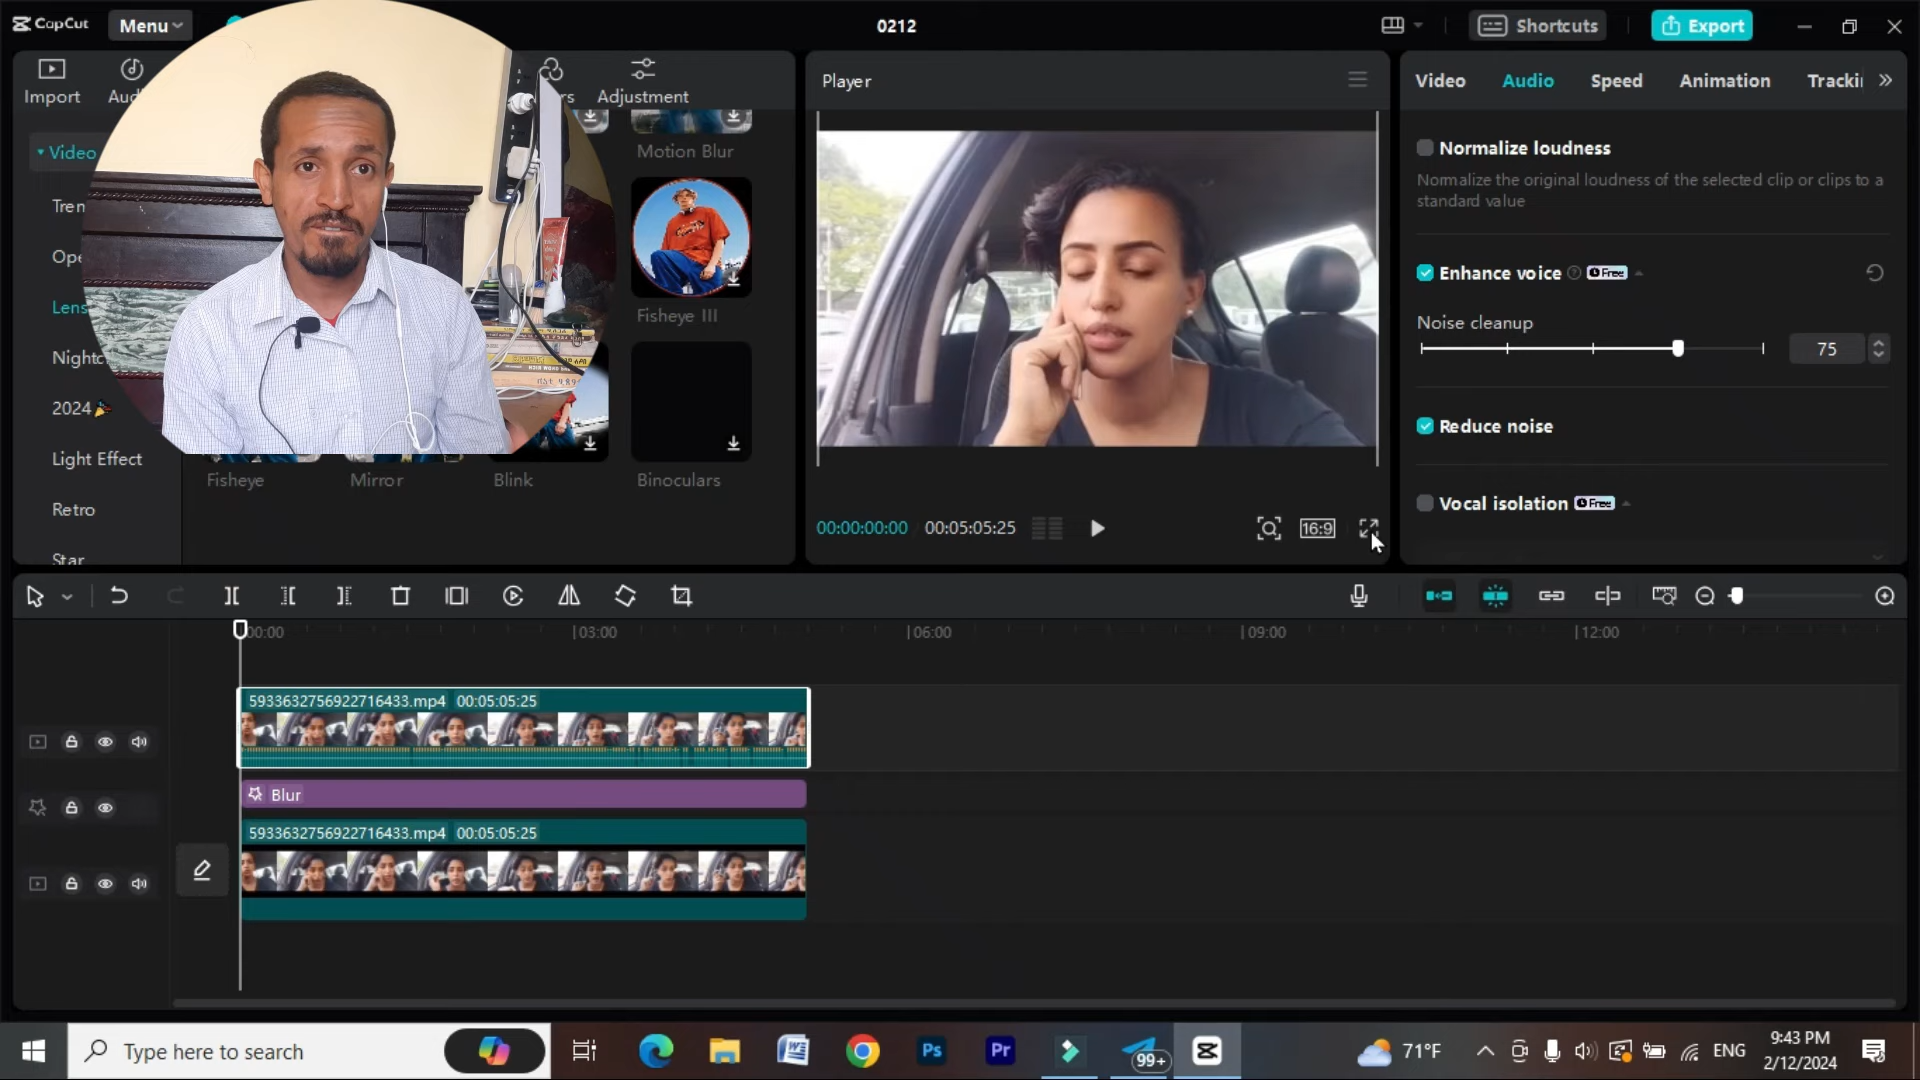 CapCut
Menu
0212
Shortcuts
Export
Import
Adjustment
Player
Video
Audio
Speed
Animation
Video
Lens
Light Effect
Retro
Star
2024
Motion Blur
Fisheye III
Fisheye
Mirror
Blink
Binoculars
00:00:00:00
00:05:05:25
16:9
Normalize loudness
Normalize the original loudness of the selected clip or clips to a
standard value
Enhance voice
Free
Noise cleanup
75
Reduce noise
Vocal isolation
Free
00:00
03:00
06:00
09:00
12:00
5933632756922716433.mp4 00:05:05:25
Blur
5933632756922716433.mp4 00:05:05:25
Type here to search
Ps
Pr
99+
71°F
ENG
9:43 PM
2/12/2024